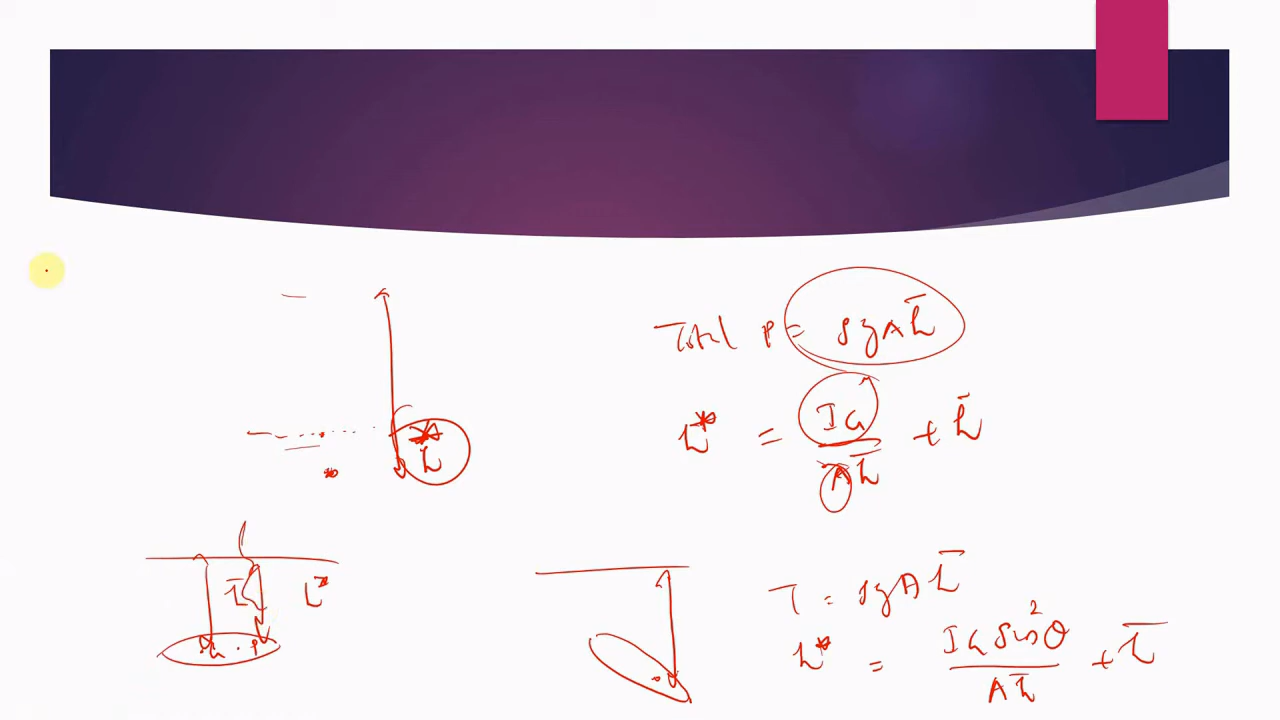 Total P = ρgAh̄
h* = IG / Ah̄ + h̄
h̄
h̄ h*
G . P
T = ρgAh̄
h* = IG Sin²θ / Ah̄ + h̄